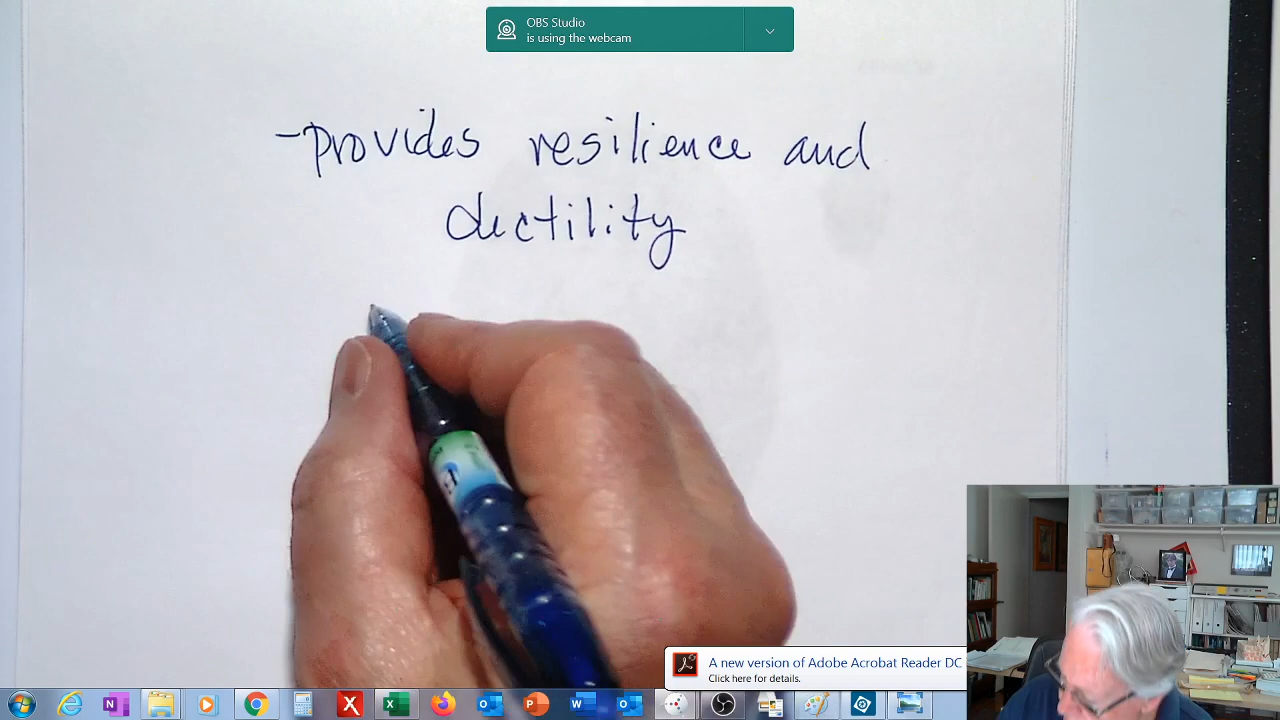 OBS Studio
is using the webcam
-provides resilience and
ductility
A new version of Adobe Acrobat Reader DC
Click here for details.